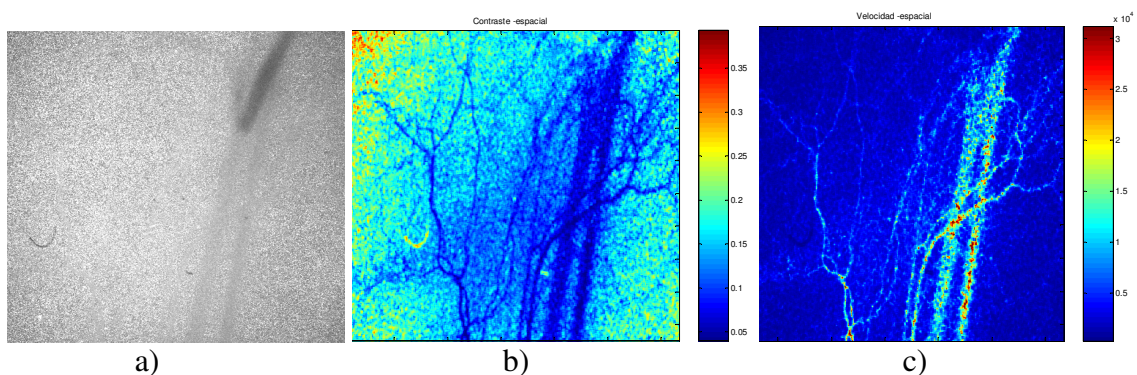 Contraste -espacial
Velocidad -espacial
x 10⁴
0.35
0.3
0.25
0.2
0.15
0.1
0.05
3
2.5
2
1.5
1
0.5
a)
b)
c)